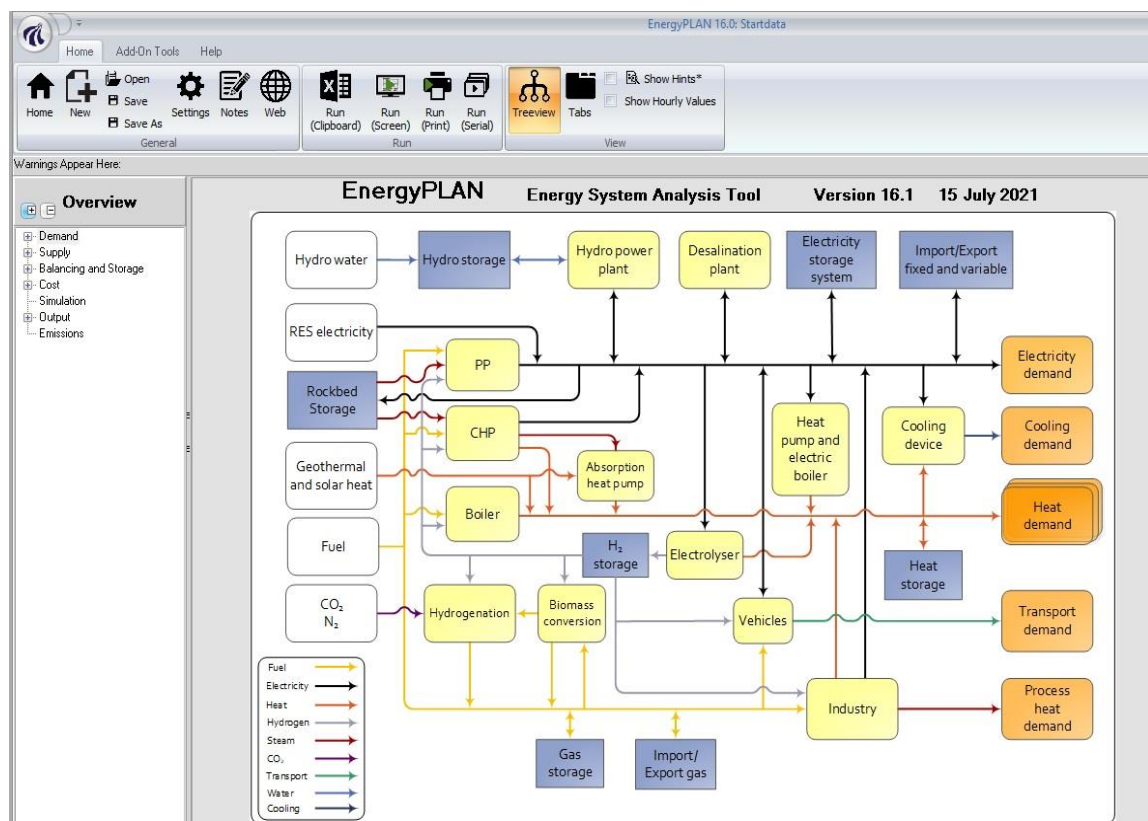 EnergyPLAN 16.0: Startdata
Home Add-On Tools Help
Home
New
Open
Save
Save As
Settings
Notes
Web
General
Run
(Clipboard)
Run
(Screen)
Run
(Print)
Run
(Serial)
Run
Treeview
Tabs
Show Hints*
Show Hourly Values
View
Warnings Appear Here:
Overview
Demand
Supply
Balancing and Storage
Cost
Simulation
Output
Emissions
EnergyPLAN Energy System Analysis Tool Version 16.1 15 July 2021
Hydro water
Hydro storage
Hydro power
plant
Desalination
plant
Electricity
storage
system
Import/Export
fixed and variable
RES electricity
PP
Electricity
demand
Rockbed
Storage
CHP
Heat
pump and
electric
boiler
Cooling
device
Cooling
demand
Geothermal
and solar heat
Absorption
heat pump
Boiler
Heat
demand
Fuel
H₂
storage
Electrolyser
Heat
storage
CO₂
N₂
Hydrogenation
Biomass
conversion
Vehicles
Transport
demand
Industry
Process
heat
demand
Gas
storage
Import/
Export gas
Fuel
Electricity
Heat
Hydrogen
Steam
CO₂
Transport
Water
Cooling